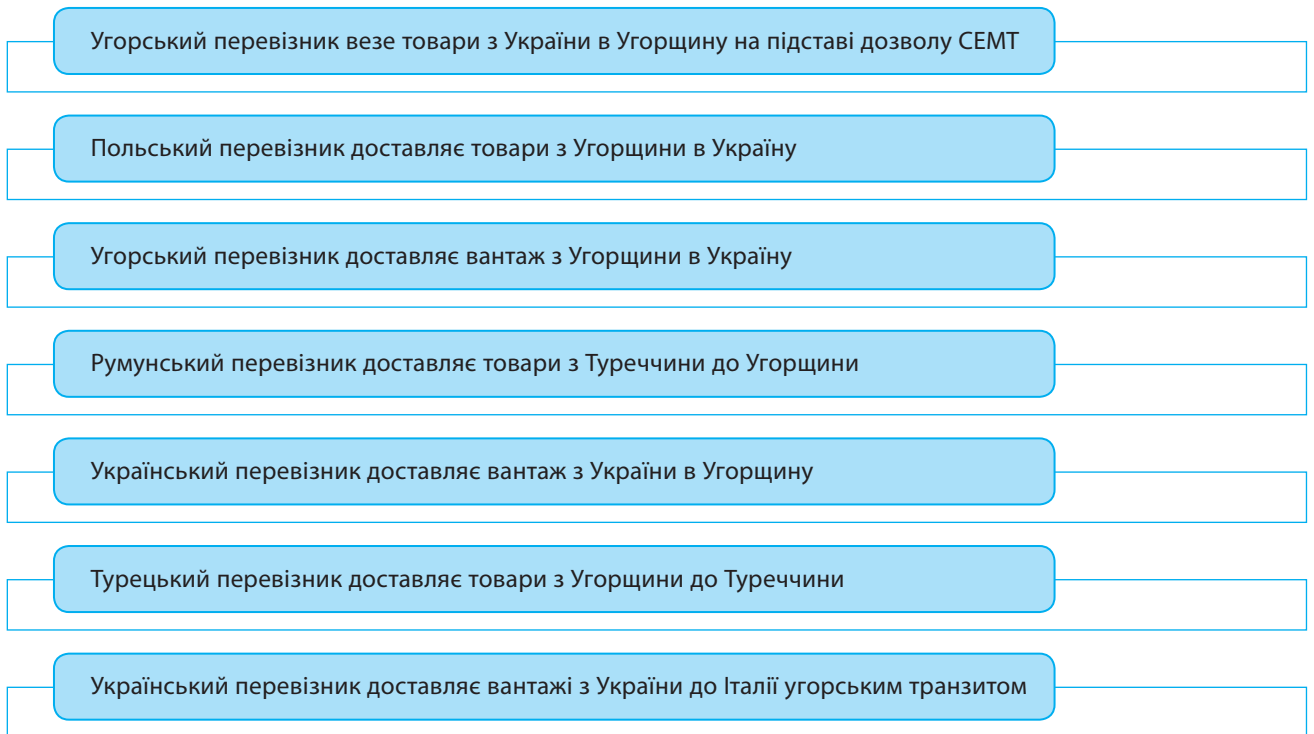 Угорський перевізник везе товари з України в Угорщину на підставі дозволу CEMT
Польський перевізник доставляє товари з Угорщини в Україну
Угорський перевізник доставляє вантаж з Угорщини в Україну
Румунський перевізник доставляє товари з Туреччини до Угорщини
Український перевізник доставляє вантаж з України в Угорщину
Турецький перевізник доставляє товари з Угорщини до Туреччини
Український перевізник доставляє вантажі з України до Італії угорським транзитом